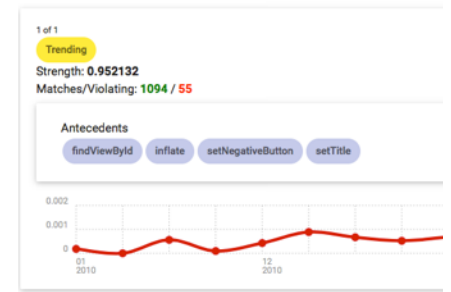 1 of 1
Trending
Strength: 0.952132
Matches/Violating: 1094 / 55
Antecedents
findViewById inflate setNegativeButton setTitle
0.002
0.001
0
01 12
2010 2010